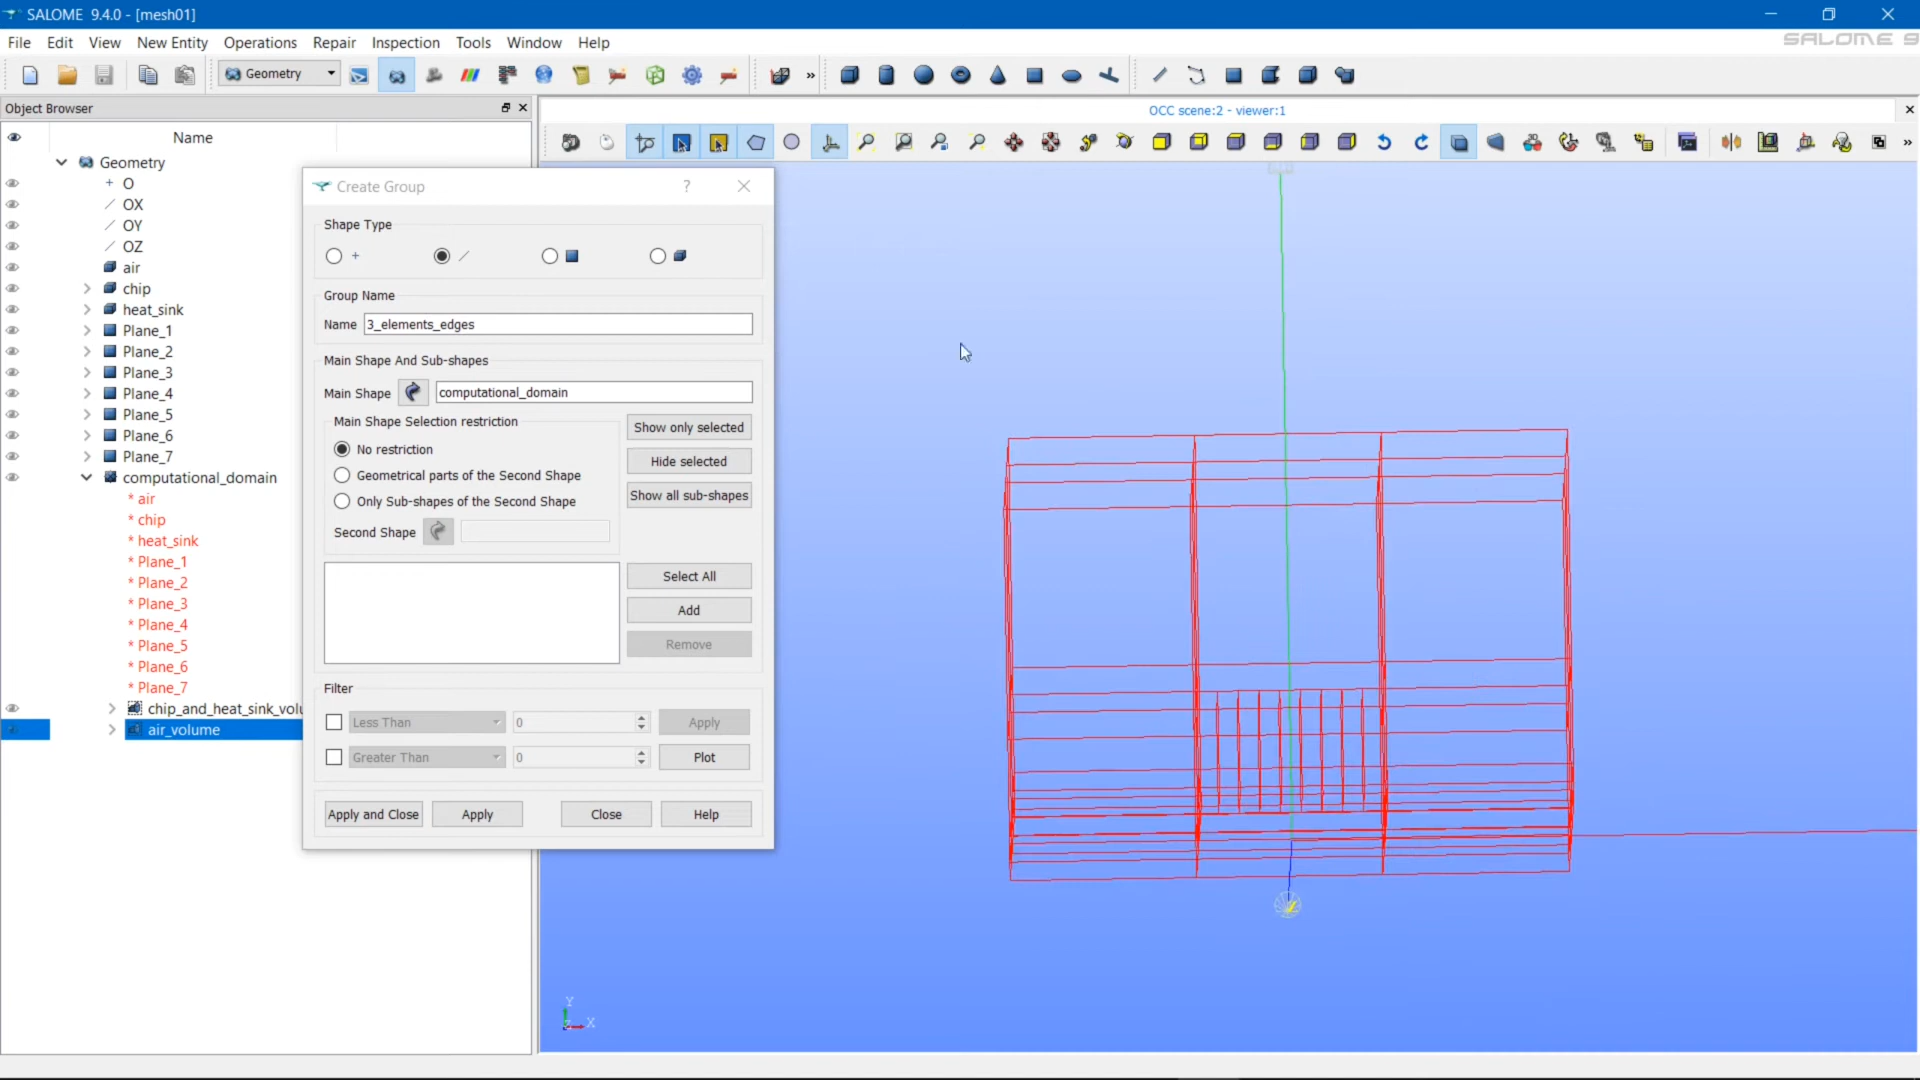 SALOME 9.4.0 - [mesh01]
File Edit View New Entity Operations Repair Inspection Tools Window Help
SALOME 9
Geometry
»
Object Browser
OCC scene:2 - viewer:1
Name
»
Geometry
O
OX
OY
OZ
air
chip
heat_sink
Plane_1
Plane_2
Plane_3
Plane_4
Plane_5
Plane_6
Plane_7
computational_domain
* air
* chip
* heat_sink
* Plane_1
* Plane_2
* Plane_3
* Plane_4
* Plane_5
* Plane_6
* Plane_7
chip_and_heat_sink_volu
air_volume
Create Group ?
Shape Type
Group Name
Name 3_elements_edges
Main Shape And Sub-shapes
Main Shape computational_domain
Main Shape Selection restriction
Show only selected
No restriction
Hide selected
Geometrical parts of the Second Shape
Show all sub-shapes
Only Sub-shapes of the Second Shape
Second Shape
Select All
Add
Remove
Filter
Less Than 0 Apply
Greater Than 0 Plot
Apply and Close Apply Close Help
Y
Z X